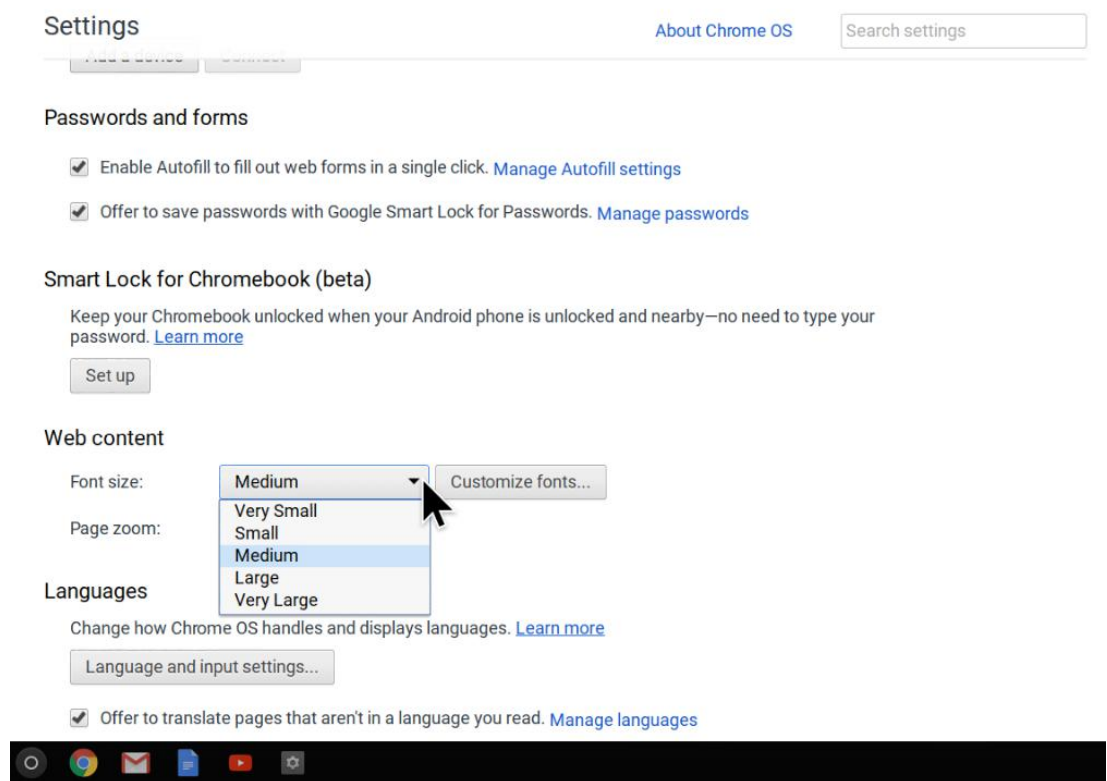 Settings
About Chrome OS
Search settings
Passwords and forms
Enable Autofill to fill out web forms in a single click. Manage Autofill settings
Offer to save passwords with Google Smart Lock for Passwords. Manage passwords
Smart Lock for Chromebook (beta)
Keep your Chromebook unlocked when your Android phone is unlocked and nearby—no need to type your
password. Learn more
Set up
Web content
Font size: Medium Customize fonts...
Very Small
Page zoom:
Small
Medium
Large
Very Large
Languages
Change how Chrome OS handles and displays languages. Learn more
Language and input settings...
Offer to translate pages that aren't in a language you read. Manage languages